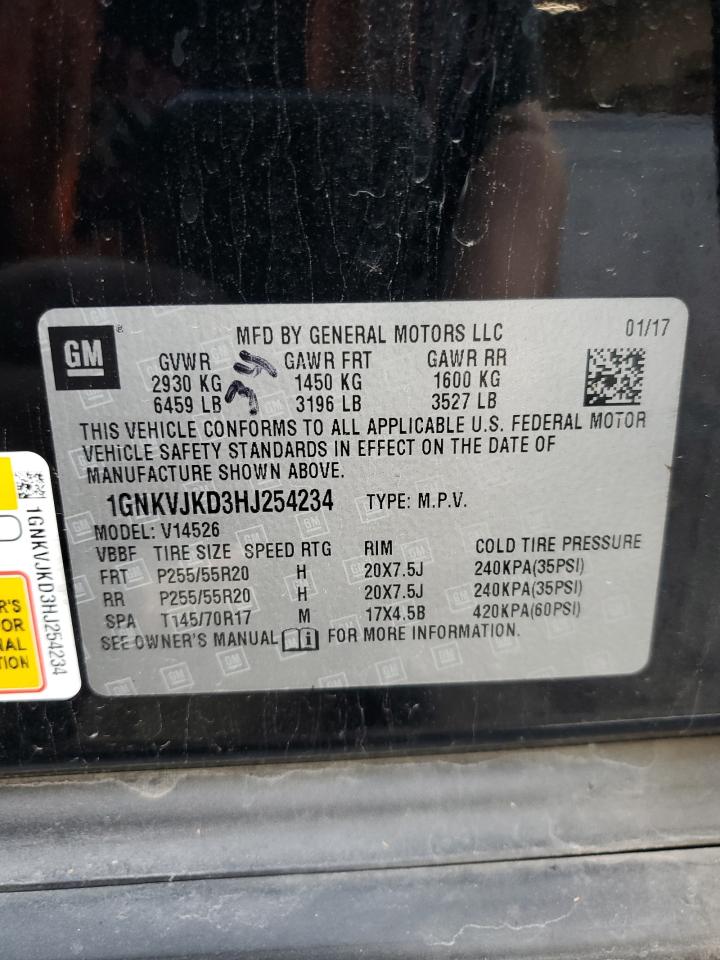 GM
MFD BY GENERAL MOTORS LLC
01/17
GVWR GAWR FRT GAWR RR
2930 KG 1450 KG 1600 KG
6459 LB 3196 LB 3527 LB
THIS VEHICLE CONFORMS TO ALL APPLICABLE U.S. FEDERAL MOTOR
VEHICLE SAFETY STANDARDS IN EFFECT ON THE DATE OF
MANUFACTURE SHOWN ABOVE.
1GNKVJKD3HJ254234 TYPE: M.P.V.
MODEL: V14526
VBBF TIRE SIZE SPEED RTG RIM COLD TIRE PRESSURE
FRT P255/55R20 H 20X7.5J 240KPA(35PSI)
RR P255/55R20 H 20X7.5J 240KPA(35PSI)
SPA T145/70R17 M 17X4.5B 420KPA(60PSI)
SEE OWNER'S MANUAL FOR MORE INFORMATION.
1GNKVJKD3HJ254234